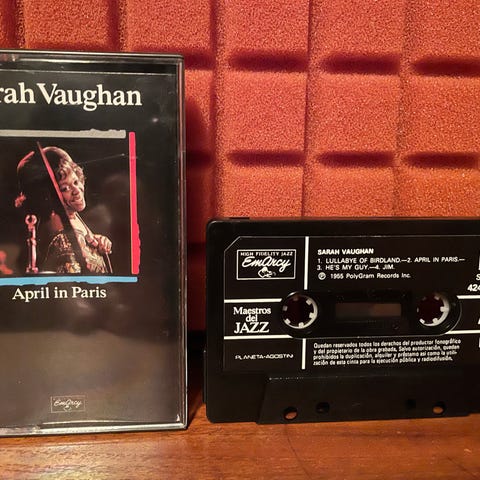 rah Vaughan
April in Paris
EmArcy
HIGH FIDELITY JAZZ
EmArcy
SARAH VAUGHAN
1. LULLABYE OF BIRDLAND.—2. APRIL IN PARIS.—
3. HE'S MY GUY.—4. JIM.
℗ 1955 PolyGram Records Inc.
424
Maestros
del
JAZZ
PLANETA-AGOSTINI
Quedan reservados todos los derechos del productor fonográfico
y del propietario de la obra grabada. Salvo autorización, quedan
prohibidos la duplicación, alquiler y préstamo así como la utili-
zación de esta cinta para la ejecución pública y radiodifusión.